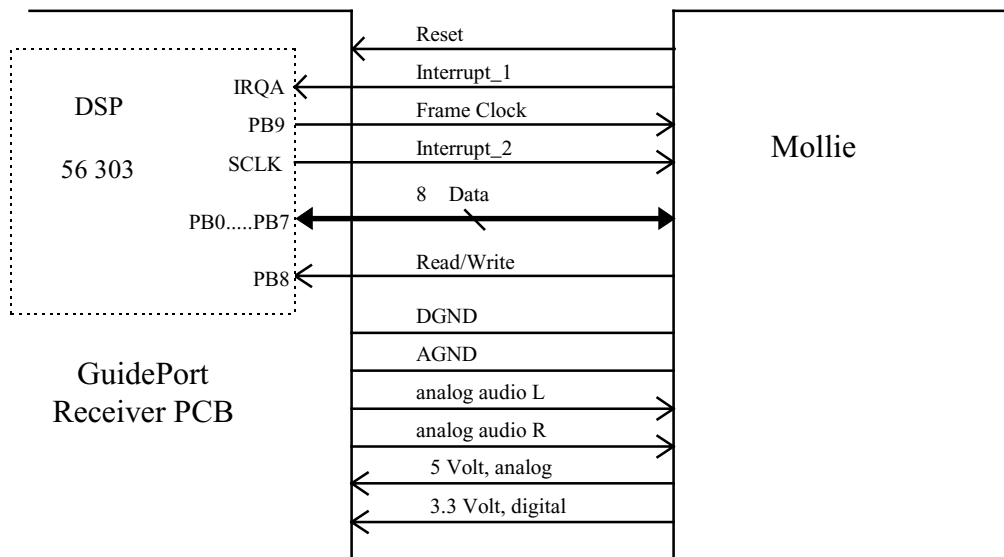 Reset
Interrupt_1
IRQA
DSP
Frame Clock
PB9
Mollie
Interrupt_2
56 303
SCLK
8 Data
PB0.....PB7
Read/Write
PB8
DGND
AGND
GuidePort
Receiver PCB
analog audio L
analog audio R
5 Volt, analog
3.3 Volt, digital